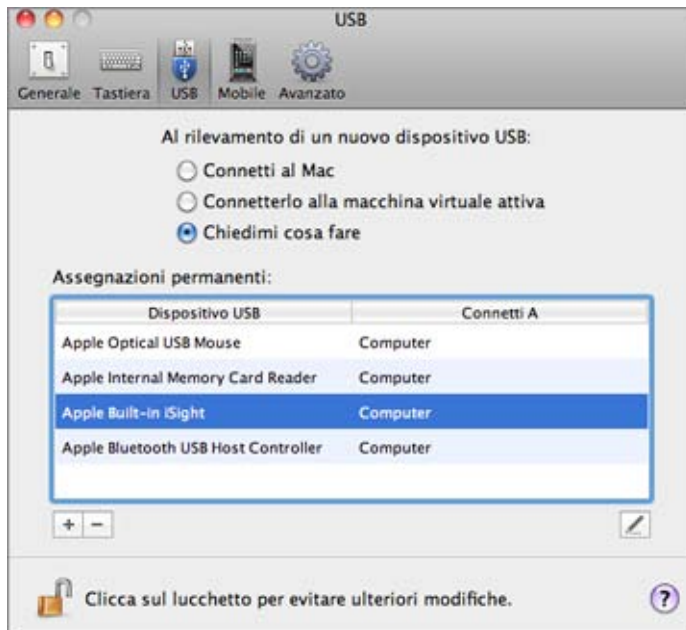 USB
Generale Tastiera USB Mobile Avanzato
Al rilevamento di un nuovo dispositivo USB:
Connetti al Mac
Connetterlo alla macchina virtuale attiva
Chiedimi cosa fare
Assegnazioni permanenti:
Dispositivo USB Connetti A
Apple Optical USB Mouse Computer
Apple Internal Memory Card Reader Computer
Apple Built-in iSight Computer
Apple Bluetooth USB Host Controller Computer
+ −
Clicca sul lucchetto per evitare ulteriori modifiche. ?